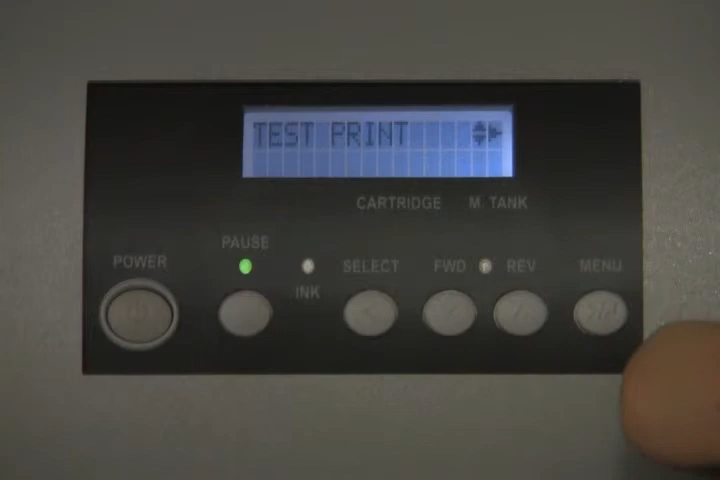 TEST PRINT
CARTRIDGE M. TANK
POWER
PAUSE
INK
SELECT
FWD
REV
MENU